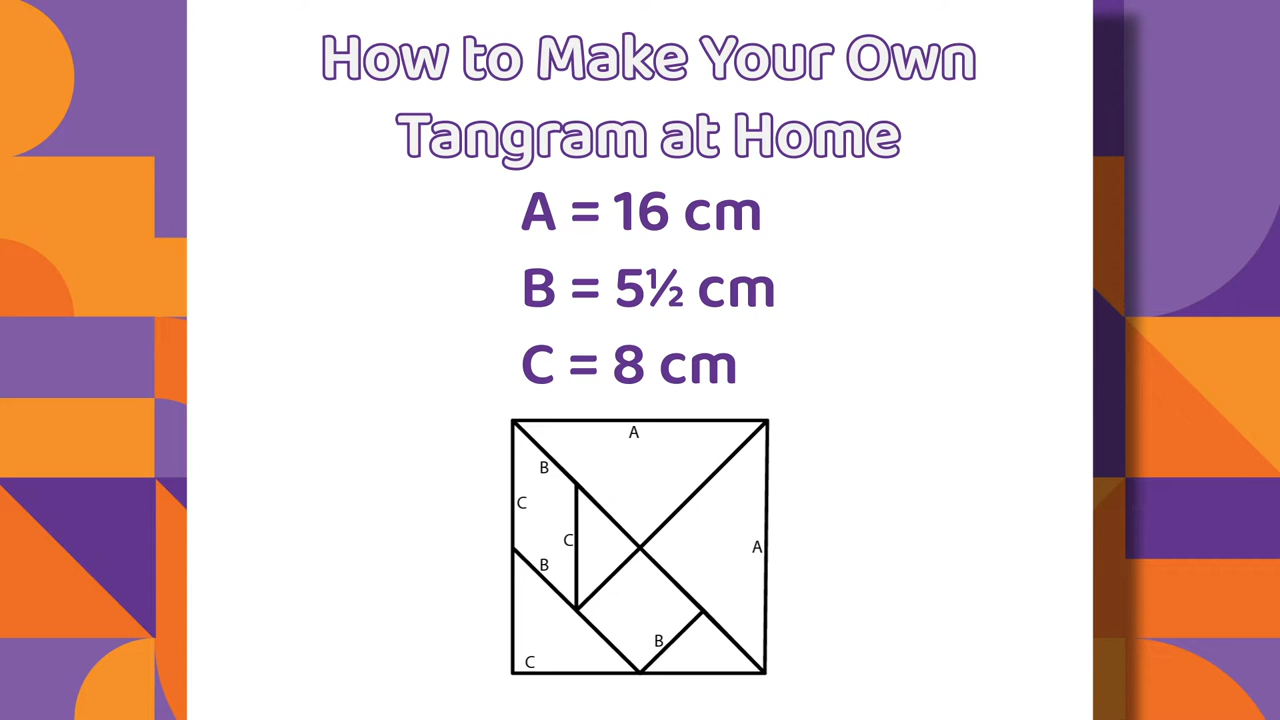 How to Make Your Own
Tangram at Home
A = 16 cm
B = 5½ cm
C = 8 cm
A
B
C
C
A
B
B
C